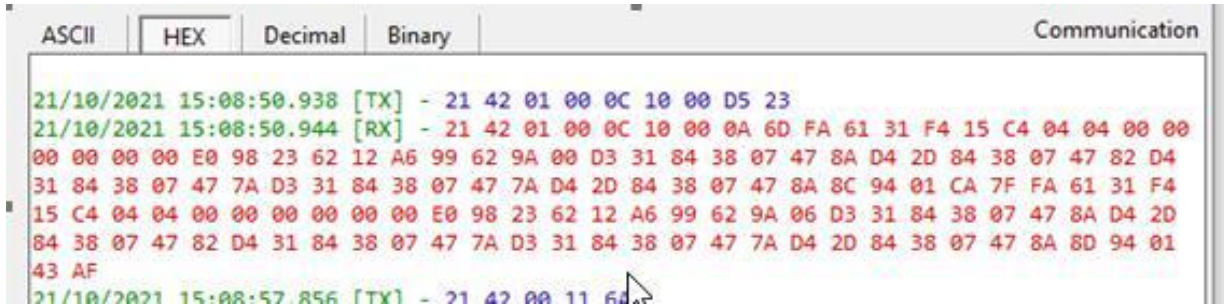 ASCII HEX Decimal Binary Communication
21/10/2021 15:08:50.938 [TX] - 21 42 01 00 0C 10 00 D5 23
21/10/2021 15:08:50.944 [RX] - 21 42 01 00 0C 10 00 0A 6D FA 61 31 F4 15 C4 04 04 00 00
00 00 00 00 E0 98 23 62 12 A6 99 62 9A 00 D3 31 84 38 07 47 8A D4 2D 84 38 07 47 82 D4
31 84 38 07 47 7A D3 31 84 38 07 47 7A D4 2D 84 38 07 47 8A 8C 94 01 CA 7F FA 61 31 F4
15 C4 04 04 00 00 00 00 00 00 E0 98 23 62 12 A6 99 62 9A 06 D3 31 84 38 07 47 8A D4 2D
84 38 07 47 82 D4 31 84 38 07 47 7A D3 31 84 38 07 47 7A D4 2D 84 38 07 47 8A 8D 94 01
43 AF
21/10/2021 15:08:57.856 [TX] - 21 42 00 11